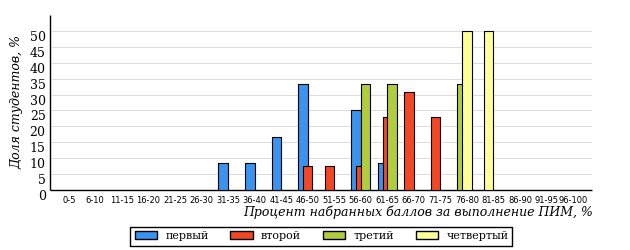 Доля студентов, %
50
45
40
35
30
25
20
15
10
5
0
0-5 6-10 11-15 16-20 21-25 26-30 31-35 36-40 41-45 46-50 51-55 56-60 61-65 66-70 71-75 76-80 81-85 86-90 91-95 96-100
Процент набранных баллов за выполнение ПИМ, %
первый второй третий четвертый